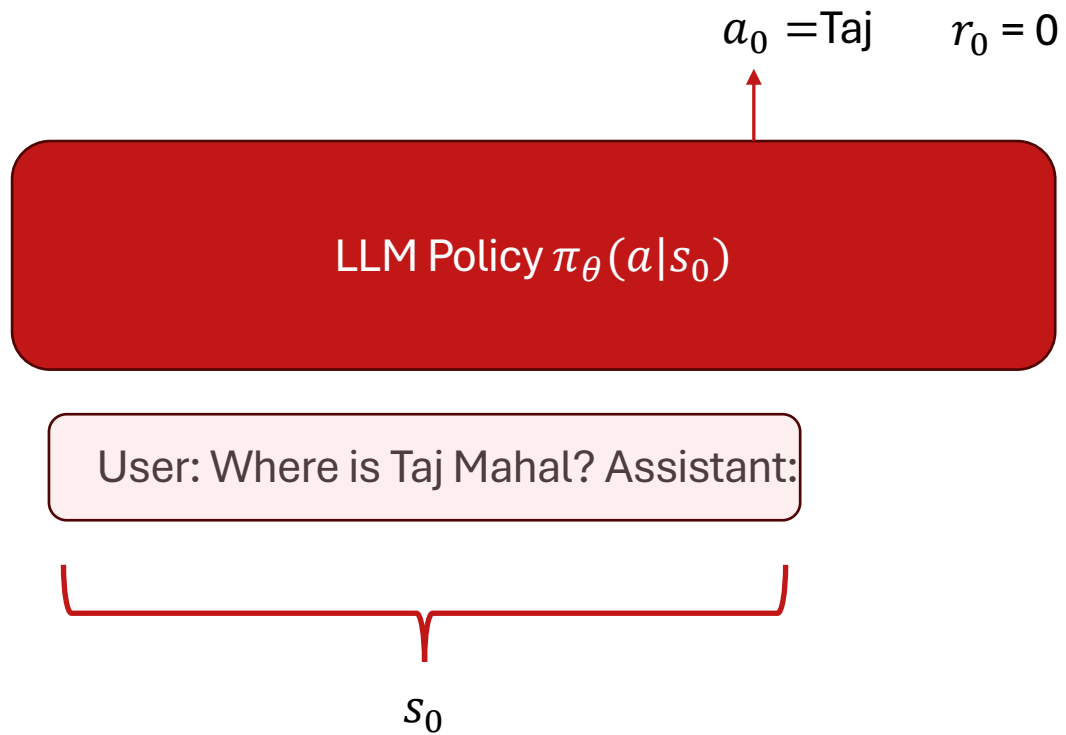 a₀ =Taj r₀ = 0
LLM Policy π_θ(a|s₀)
User: Where is Taj Mahal? Assistant:
s₀